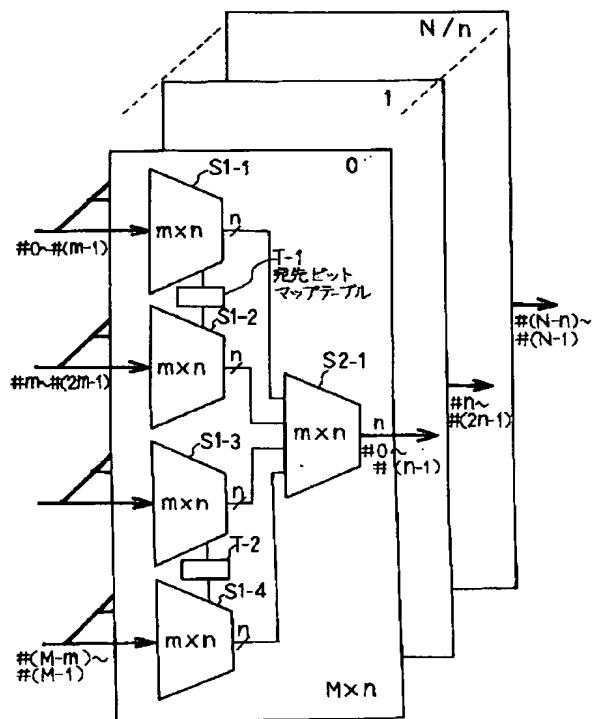 N/n
1
0
S1-1
m×n
n
#0~#(m-1)
T-1
宛先ビット
マップテーブル
S1-2
m×n
n
#m~#(2m-1)
#(N-n)~
#(N-1)
S2-1
m×n
n
#0~
#(n-1)
#n~
#(2n-1)
S1-3
m×n
n
T-2
S1-4
m×n
n
#(M-m)~
#(M-1)
M×n